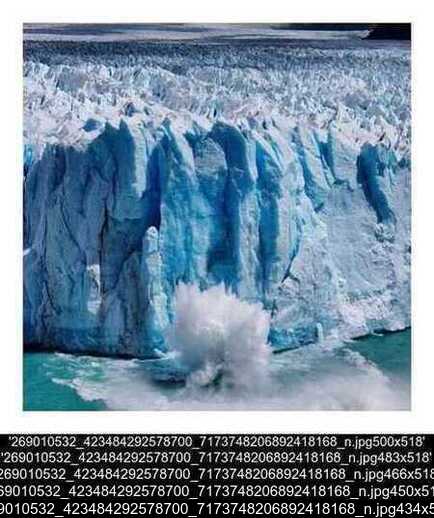 '269010532_423484292578700_7173748206892418168_n.jpg500x518'
'269010532_423484292578700_7173748206892418168_n.jpg483x518'
269010532_423484292578700_7173748206892418168_n.jpg466x518
69010532_423484292578700_7173748206892418168_n.jpg450x51
9010532_423484292578700_7173748206892418168_n.jpg434x5